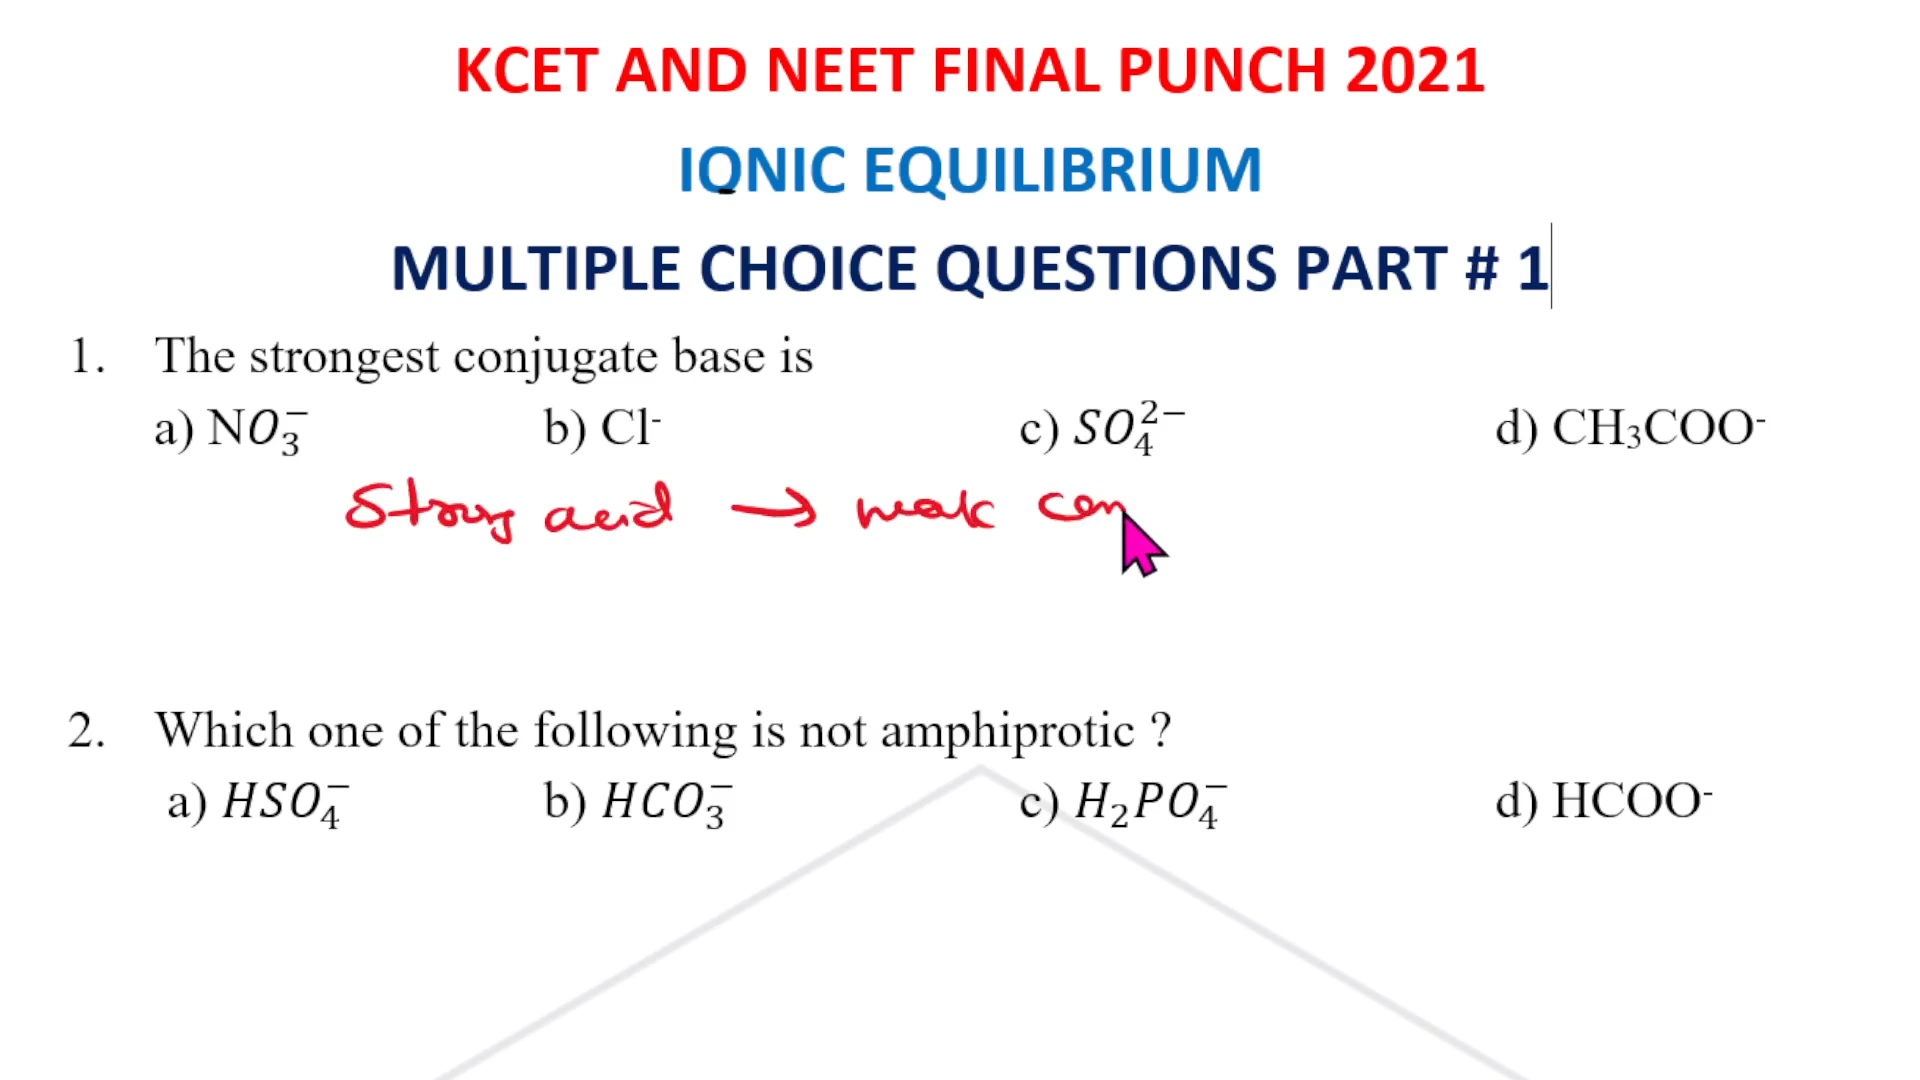 KCET AND NEET FINAL PUNCH 2021
IONIC EQUILIBRIUM
MULTIPLE CHOICE QUESTIONS PART # 1
1. The strongest conjugate base is
a) NO₃⁻ b) Cl⁻ c) SO₄²⁻ d) CH₃COO⁻
Strong acid → weak con
2. Which one of the following is not amphiprotic ?
a) HSO₄⁻ b) HCO₃⁻ c) H₂PO₄⁻ d) HCOO⁻